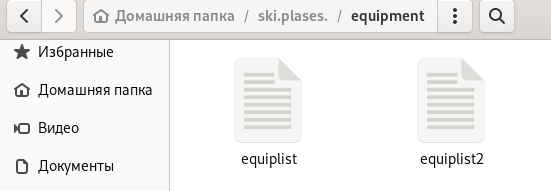 Домашняя папка / ski.plases. / equipment
Избранные
Домашняя папка
Видео
Документы
equiplist
equiplist2